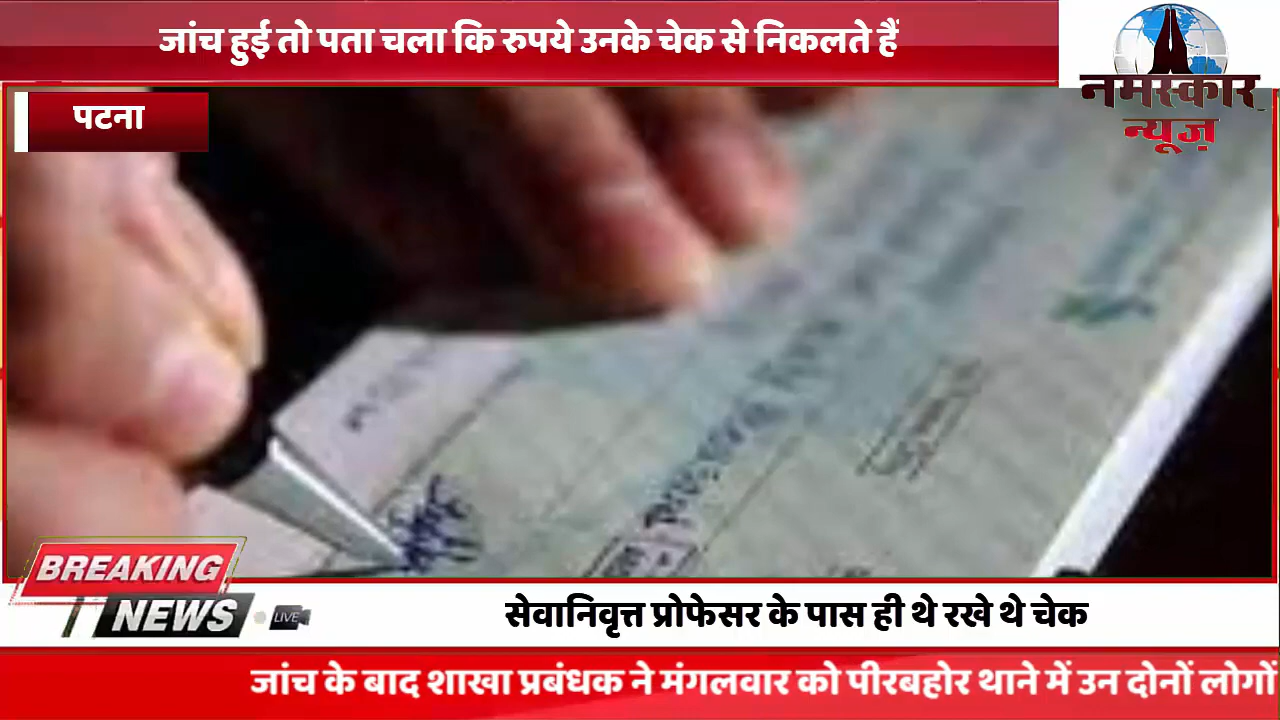 जांच हुई तो पता चला कि रुपये उनके चेक से निकलते हैं
नमस्कार
न्यूज़
पटना
BREAKING
NEWS
LIVE
सेवानिवृत्त प्रोफेसर के पास ही थे रखे थे चेक
जांच के बाद शाखा प्रबंधक ने मंगलवार को पीरबहोर थाने में उन दोनों लोगों